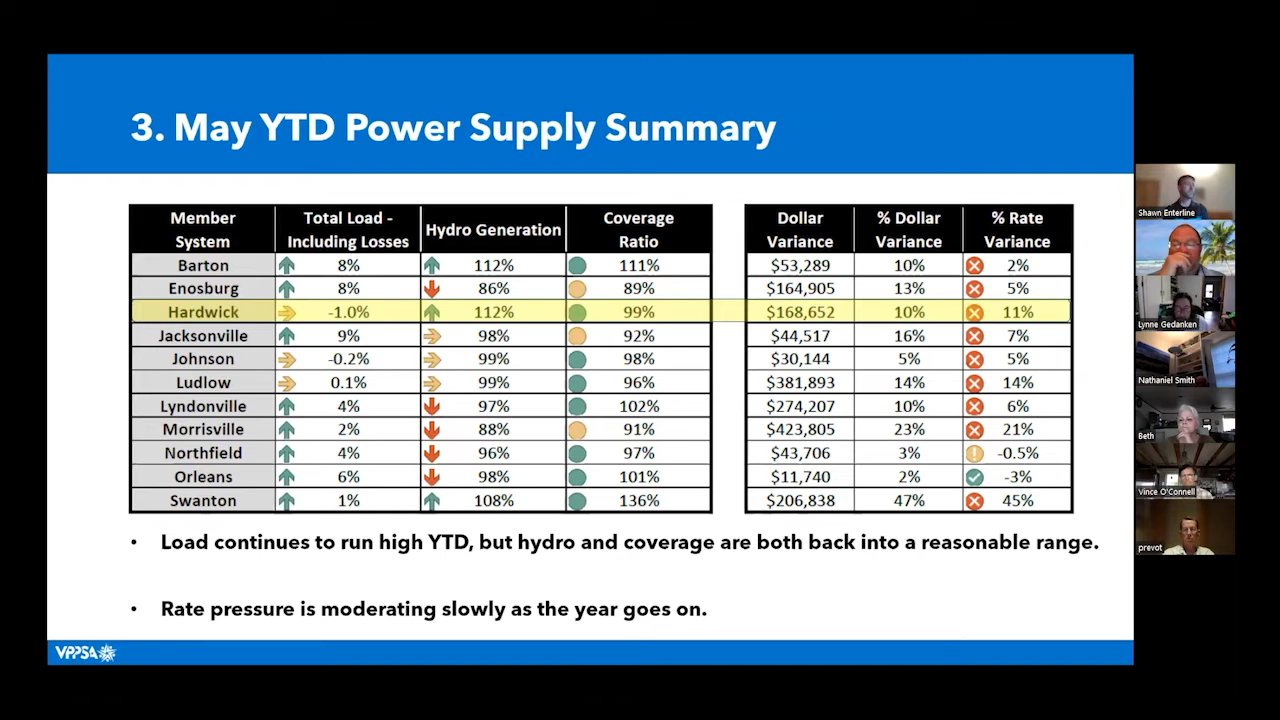 3. May YTD Power Supply Summary
Member System Total Load - Including Losses Hydro Generation Coverage Ratio Dollar Variance % Dollar Variance % Rate Variance
Barton 8% 112% 111% $53,289 10% 2%
Enosburg 8% 86% 89% $164,905 13% 5%
Hardwick -1.0% 112% 99% $168,652 10% 11%
Jacksonville 9% 98% 92% $44,517 16% 7%
Johnson -0.2% 99% 98% $30,144 5% 5%
Ludlow 0.1% 99% 96% $381,893 14% 14%
Lyndonville 4% 97% 102% $274,207 10% 6%
Morrisville 2% 88% 91% $423,805 23% 21%
Northfield 4% 96% 97% $43,706 3% -0.5%
Orleans 6% 98% 101% $11,740 2% -3%
Swanton 1% 108% 136% $206,838 47% 45%
• Load continues to run high YTD, but hydro and coverage are both back into a reasonable range.
• Rate pressure is moderating slowly as the year goes on.
VPPSA
Shawn Enterline
Lynne Gedanken
Nathaniel Smith
Beth
Vince O'Connell
prevot